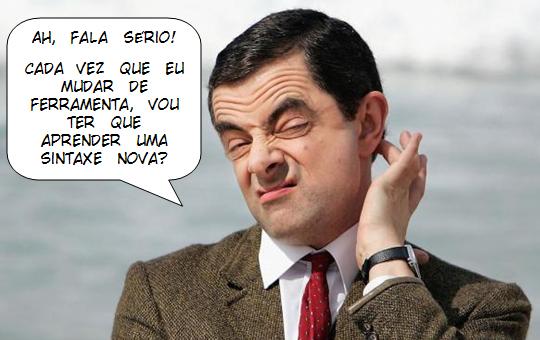 AH, FALA SERIO!
CADA VEZ QUE EU
MUDAR DE
FERRAMENTA, VOU
TER QUE
APRENDER UMA
SINTAXE NOVA?